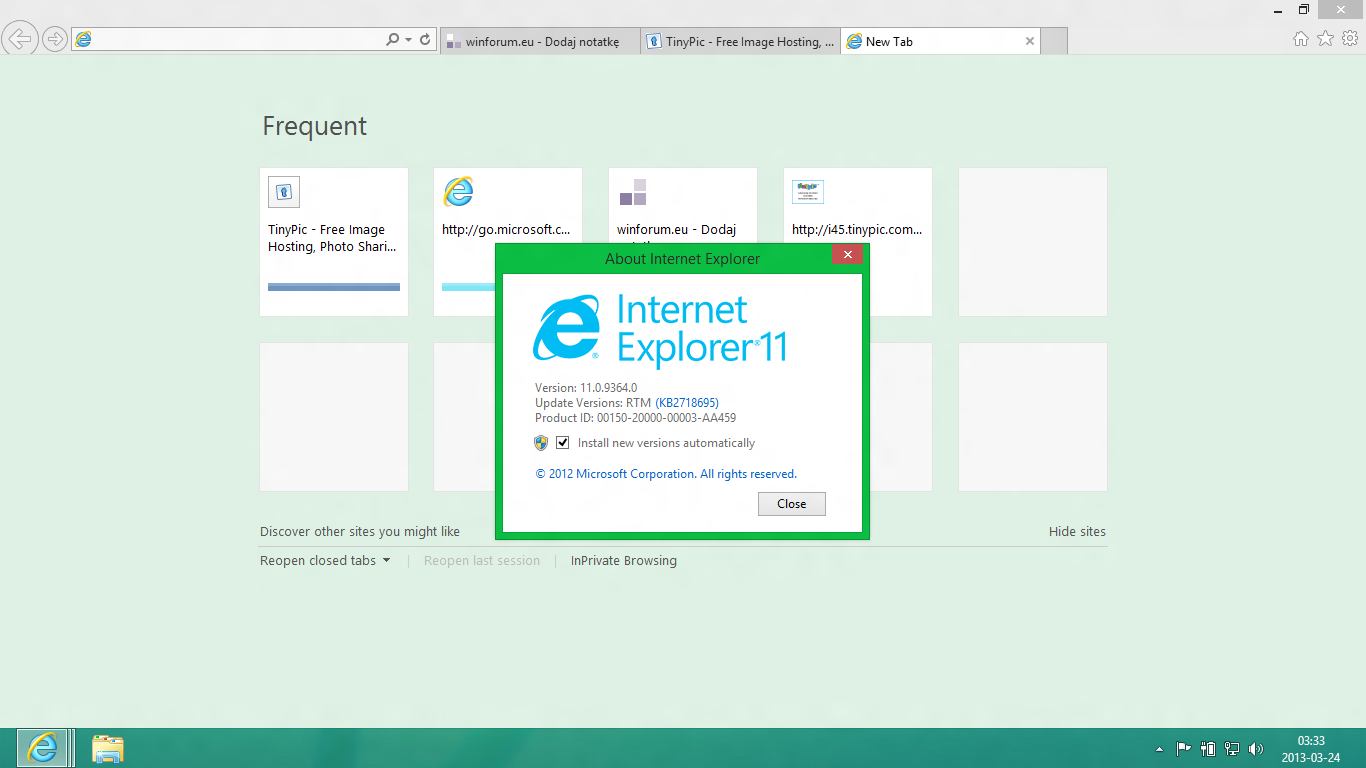 winforum.eu - Dodaj notatkę
TinyPic - Free Image Hosting, ...
New Tab
Frequent
TinyPic - Free Image
Hosting, Photo Shari...
http://go.microsoft.c...
winforum.eu - Dodaj
http://i45.tinypic.com...
About Internet Explorer
Internet
Explorer®11
Version: 11.0.9364.0
Update Versions: RTM (KB2718695)
Product ID: 00150-20000-00003-AA459
Install new versions automatically
© 2012 Microsoft Corporation. All rights reserved.
Close
Discover other sites you might like
Hide sites
Reopen closed tabs
Reopen last session
InPrivate Browsing
03:33
2013-03-24